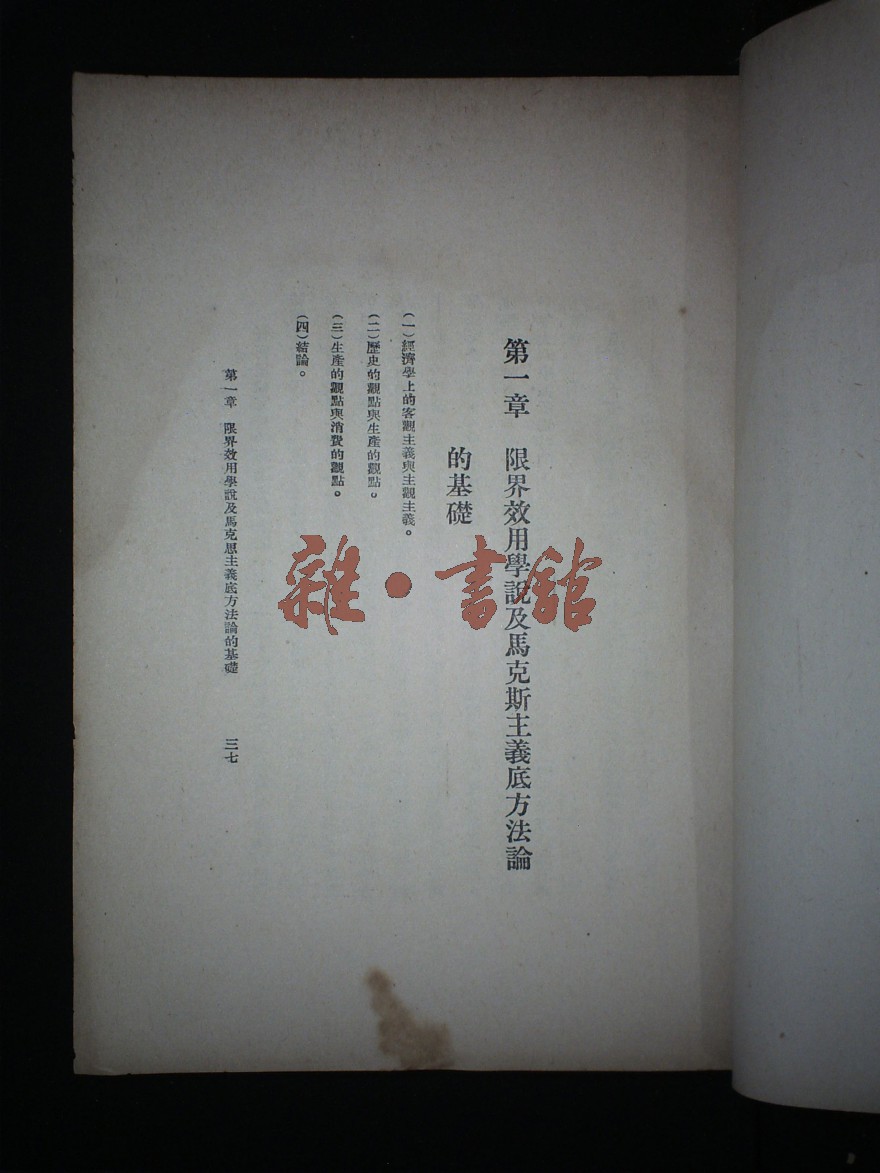 第一章　限界效用學說及馬克斯主義底方法論
的基礎
（一）經濟學上的客觀主義與主觀主義。
（二）歷史的觀點與生產的觀點。
（三）生產的觀點與消費的觀點。
（四）結論。
第一章　限界效用學說及馬克思主義底方法論的基礎　三七
雜·書館